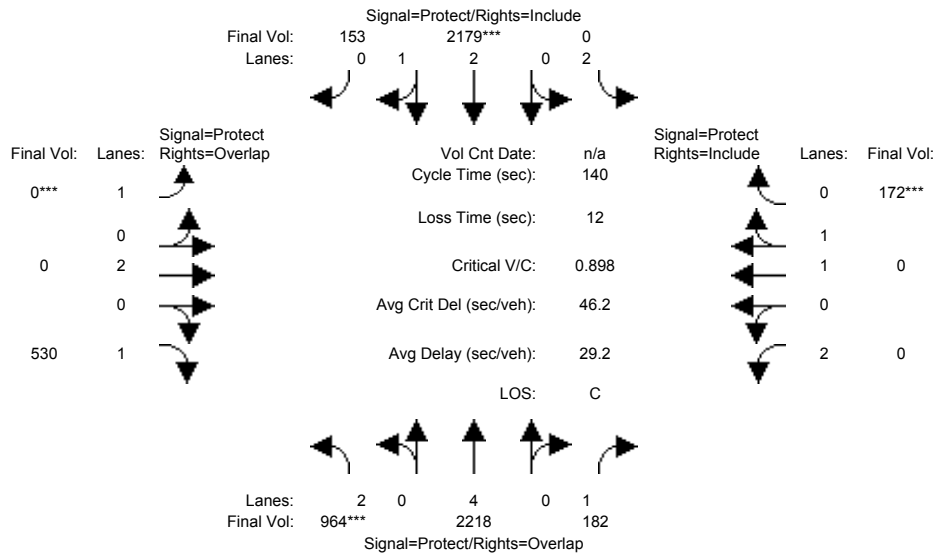 Signal=Protect/Rights=Include
Final Vol: 153 2179*** 0
Lanes: 0 1 2 0 2
Signal=Protect
Final Vol: Lanes: Rights=Overlap
Vol Cnt Date: n/a
Signal=Protect
Rights=Include Lanes: Final Vol:
Cycle Time (sec): 140
0*** 1
0 172***
Loss Time (sec): 12
0
1
0 2
Critical V/C: 0.898
1 0
0
Avg Crit Del (sec/veh): 46.2
0
530 1
Avg Delay (sec/veh): 29.2
2 0
LOS: C
Lanes: 2 0 4 0 1
Final Vol: 964*** 2218 182
Signal=Protect/Rights=Overlap